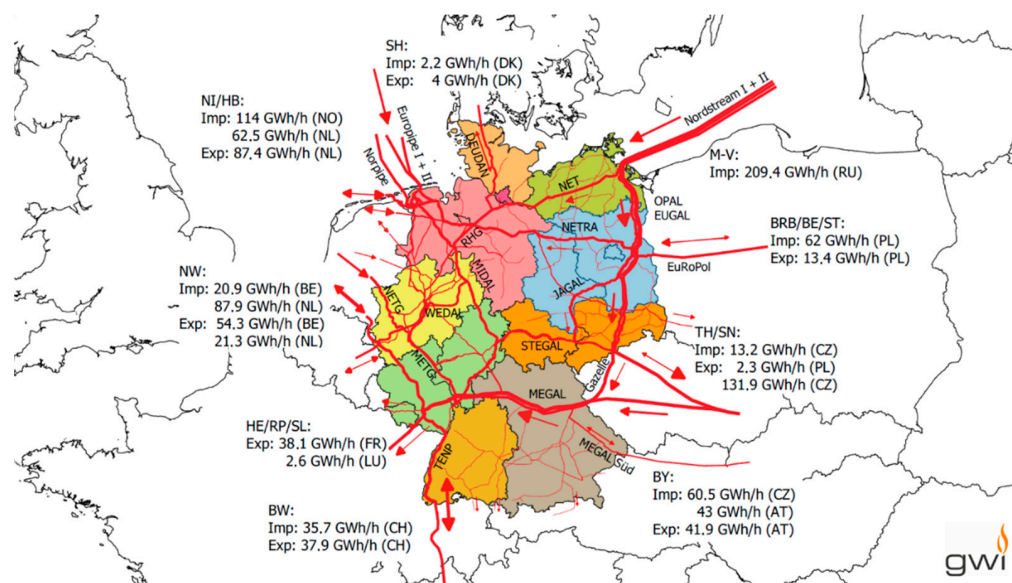 SH:
Imp: 2.2 GWh/h (DK)
Exp: 4 GWh/h (DK)
NI/HB:
Imp: 114 GWh/h (NO)
62.5 GWh/h (NL)
Exp: 87.4 GWh/h (NL)
Europipe I + II
Norpipe
DEUDAN
Nordstream I + II
NET
M-V:
Imp: 209.4 GWh/h (RU)
OPAL
EUGAL
RHG
NETRA
BRB/BE/ST:
Imp: 62 GWh/h (PL)
Exp: 13,4 GWh/h (PL)
EuRoPol
MIDAL
JAGAL
NW:
Imp: 20.9 GWh/h (BE)
87.9 GWh/h (NL)
Exp: 54.3 GWh/h (BE)
21.3 GWh/h (NL)
NETG
WEDAL
STEGAL
TH/SN:
Imp: 13,2 GWh/h (CZ)
Exp: 2.3 GWh/h (PL)
131.9 GWh/h (CZ)
METG
Gazelle
MEGAL
HE/RP/SL:
Exp: 38.1 GWh/h (FR)
2.6 GWh/h (LU)
TENP
MEGAL Süd
BY:
Imp: 60.5 GWh/h (CZ)
43 GWh/h (AT)
Exp: 41.9 GWh/h (AT)
BW:
Imp: 35.7 GWh/h (CH)
Exp: 37.9 GWh/h (CH)
gwi